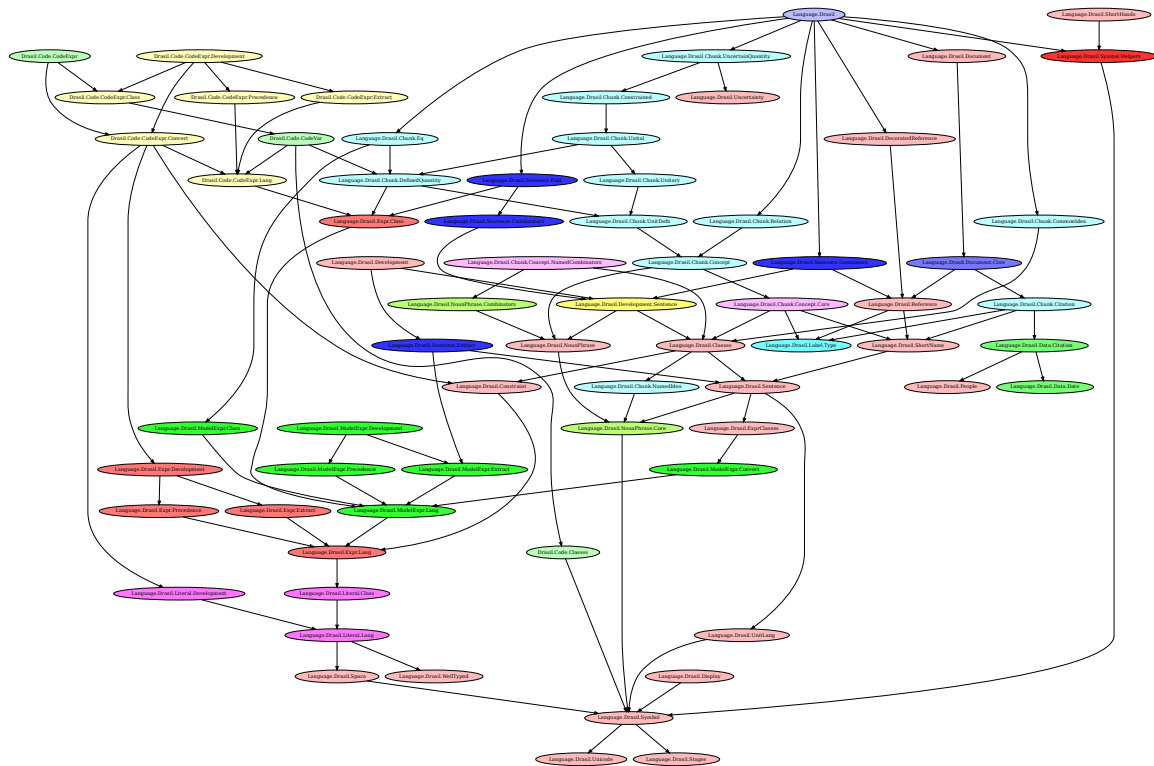 Language.Drasil
Language.Drasil.ShortHands
Drasil.Code.CodeExpr
Drasil.Code.CodeExpr.Development
Language.Drasil.Chunk.UncertainQuantity
Language.Drasil.Document
Language.Drasil.Symbol.Helpers
Drasil.Code.CodeExpr.Class
Drasil.Code.CodeExpr.Precedence
Drasil.Code.CodeExpr.Extract
Language.Drasil.Chunk.Constrained
Language.Drasil.Uncertainty
Drasil.Code.CodeExpr.Convert
Drasil.Code.CodeVar
Language.Drasil.Chunk.Eq
Language.Drasil.Chunk.Unital
Language.Drasil.DecoratedReference
Drasil.Code.CodeExpr.Lang
Language.Drasil.Chunk.DefinedQuantity
Language.Drasil.Sentence.Fold
Language.Drasil.Chunk.Unitary
Language.Drasil.Expr.Class
Language.Drasil.Sentence.Combinators
Language.Drasil.Chunk.UnitDefn
Language.Drasil.Chunk.Relation
Language.Drasil.Chunk.CommonIdea
Language.Drasil.Development
Language.Drasil.Chunk.Concept.NamedCombinators
Language.Drasil.Chunk.Concept
Language.Drasil.Sentence.Generators
Language.Drasil.Document.Core
Language.Drasil.NounPhrase.Combinators
Language.Drasil.Development.Sentence
Language.Drasil.Chunk.Concept.Core
Language.Drasil.Reference
Language.Drasil.Chunk.Citation
Language.Drasil.Sentence.Extract
Language.Drasil.NounPhrase
Language.Drasil.Classes
Language.Drasil.Label.Type
Language.Drasil.ShortName
Language.Drasil.Data.Citation
Language.Drasil.Constraint
Language.Drasil.Chunk.NamedIdea
Language.Drasil.Sentence
Language.Drasil.People
Language.Drasil.Data.Date
Language.Drasil.ModelExpr.Class
Language.Drasil.ModelExpr.Development
Language.Drasil.NounPhrase.Core
Language.Drasil.ExprClasses
Language.Drasil.Expr.Development
Language.Drasil.ModelExpr.Precedence
Language.Drasil.ModelExpr.Extract
Language.Drasil.ModelExpr.Convert
Language.Drasil.Expr.Precedence
Language.Drasil.Expr.Extract
Language.Drasil.ModelExpr.Lang
Language.Drasil.Expr.Lang
Drasil.Code.Classes
Language.Drasil.Literal.Development
Language.Drasil.Literal.Class
Language.Drasil.Literal.Lang
Language.Drasil.UnitLang
Language.Drasil.Space
Language.Drasil.WellTyped
Language.Drasil.Display
Language.Drasil.Symbol
Language.Drasil.Unicode
Language.Drasil.Stages